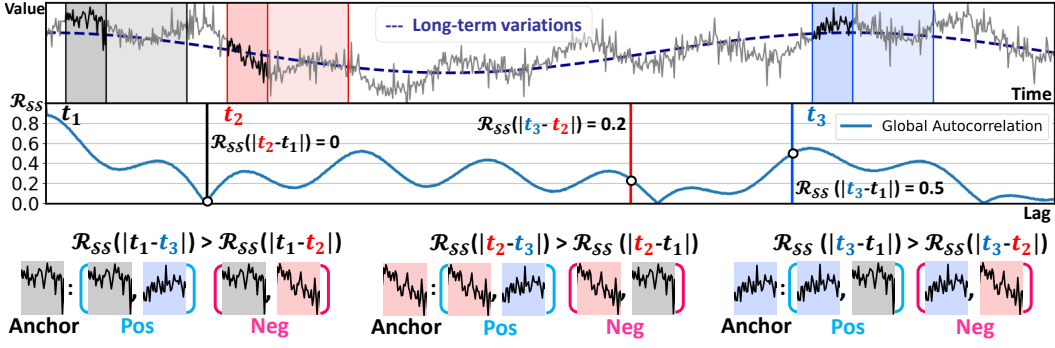 Value
--- Long-term variations
Time
𝓡_SS
t₁
t₂
t₃
0.8
0.6
0.4
0.2
0.0
𝓡_SS(|t₂-t₁|) = 0
𝓡_SS(|t₃- t₂|) = 0.2
Global Autocorrelation
𝓡_SS (|t₃-t₁|) = 0.5
Lag
𝓡_SS(|t₁-t₃|) > 𝓡_SS(|t₁-t₂|)
𝓡_SS(|t₂-t₃|) > 𝓡_SS (|t₂-t₁|)
𝓡_SS (|t₃-t₁|) > 𝓡_SS(|t₃-t₂|)
: ( , ) ( , )
: ( , ) ( , )
: ( , ) ( , )
Anchor Pos Neg
Anchor Pos Neg
Anchor Pos Neg